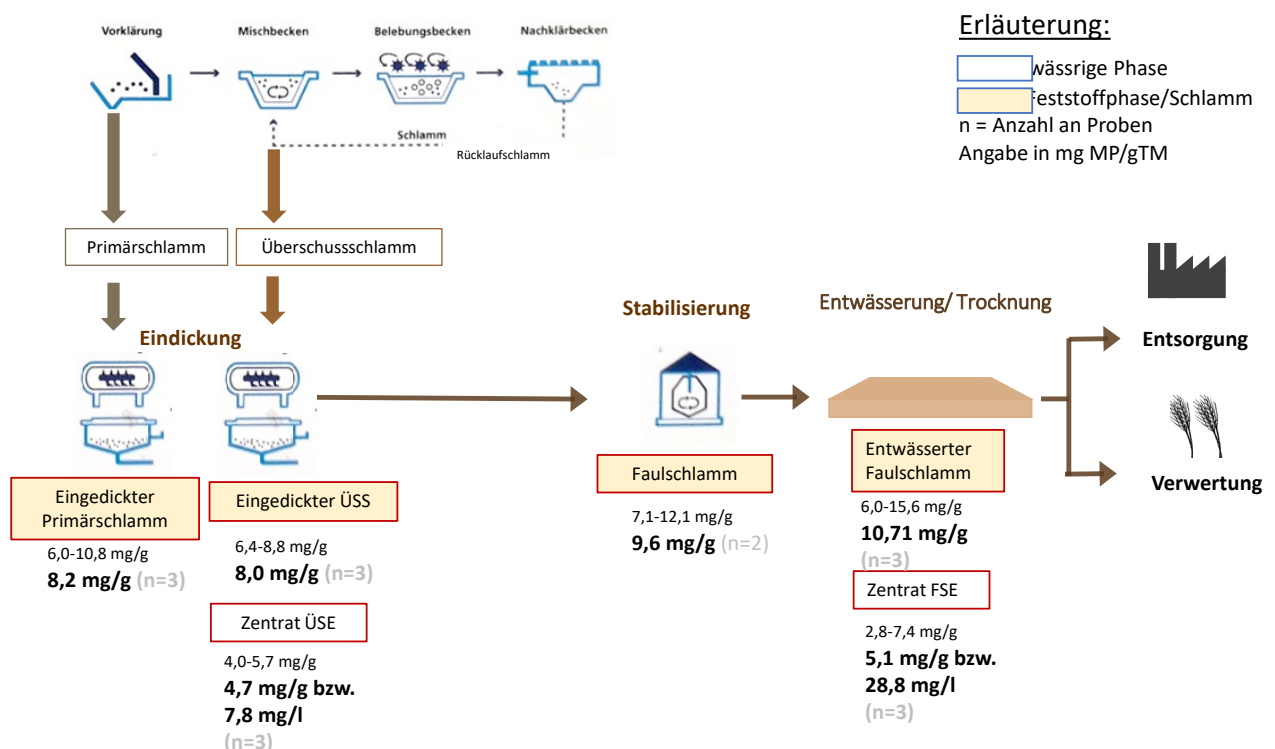 Vorklärung
Mischbecken
Belebungsbecken
Nachklärbecken
Schlamm
Rücklaufschlamm
Erläuterung:
wässrige Phase
Feststoffphase/Schlamm
n = Anzahl an Proben
Angabe in mg MP/gTM
Primärschlamm
Überschussschlamm
Eindickung
Stabilisierung
Entwässerung/ Trocknung
Entsorgung
Verwertung
Eingedickter
Primärschlamm
6,0-10,8 mg/g
8,2 mg/g (n=3)
Eingedickter ÜSS
6,4-8,8 mg/g
8,0 mg/g (n=3)
Zentrat ÜSE
4,0-5,7 mg/g
4,7 mg/g bzw.
7,8 mg/l
(n=3)
Faulschlamm
7,1-12,1 mg/g
9,6 mg/g (n=2)
Entwässerter
Faulschlamm
6,0-15,6 mg/g
10,71 mg/g
(n=3)
Zentrat FSE
2,8-7,4 mg/g
5,1 mg/g bzw.
28,8 mg/l
(n=3)